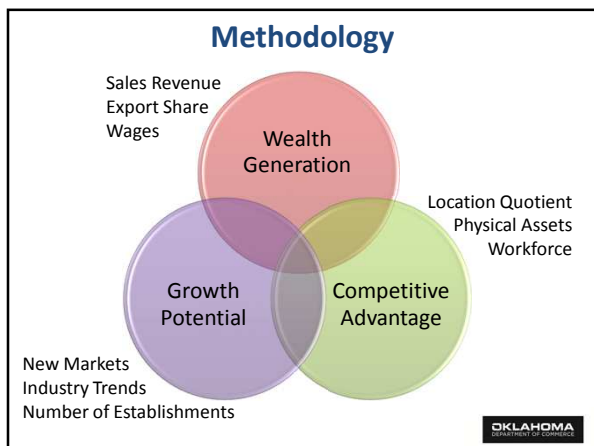 Methodology
Sales Revenue
Export Share
Wages
Wealth
Generation
Location Quotient
Physical Assets
Workforce
Growth
Potential
Competitive
Advantage
New Markets
Industry Trends
Number of Establishments
OKLAHOMA
DEPARTMENT OF COMMERCE